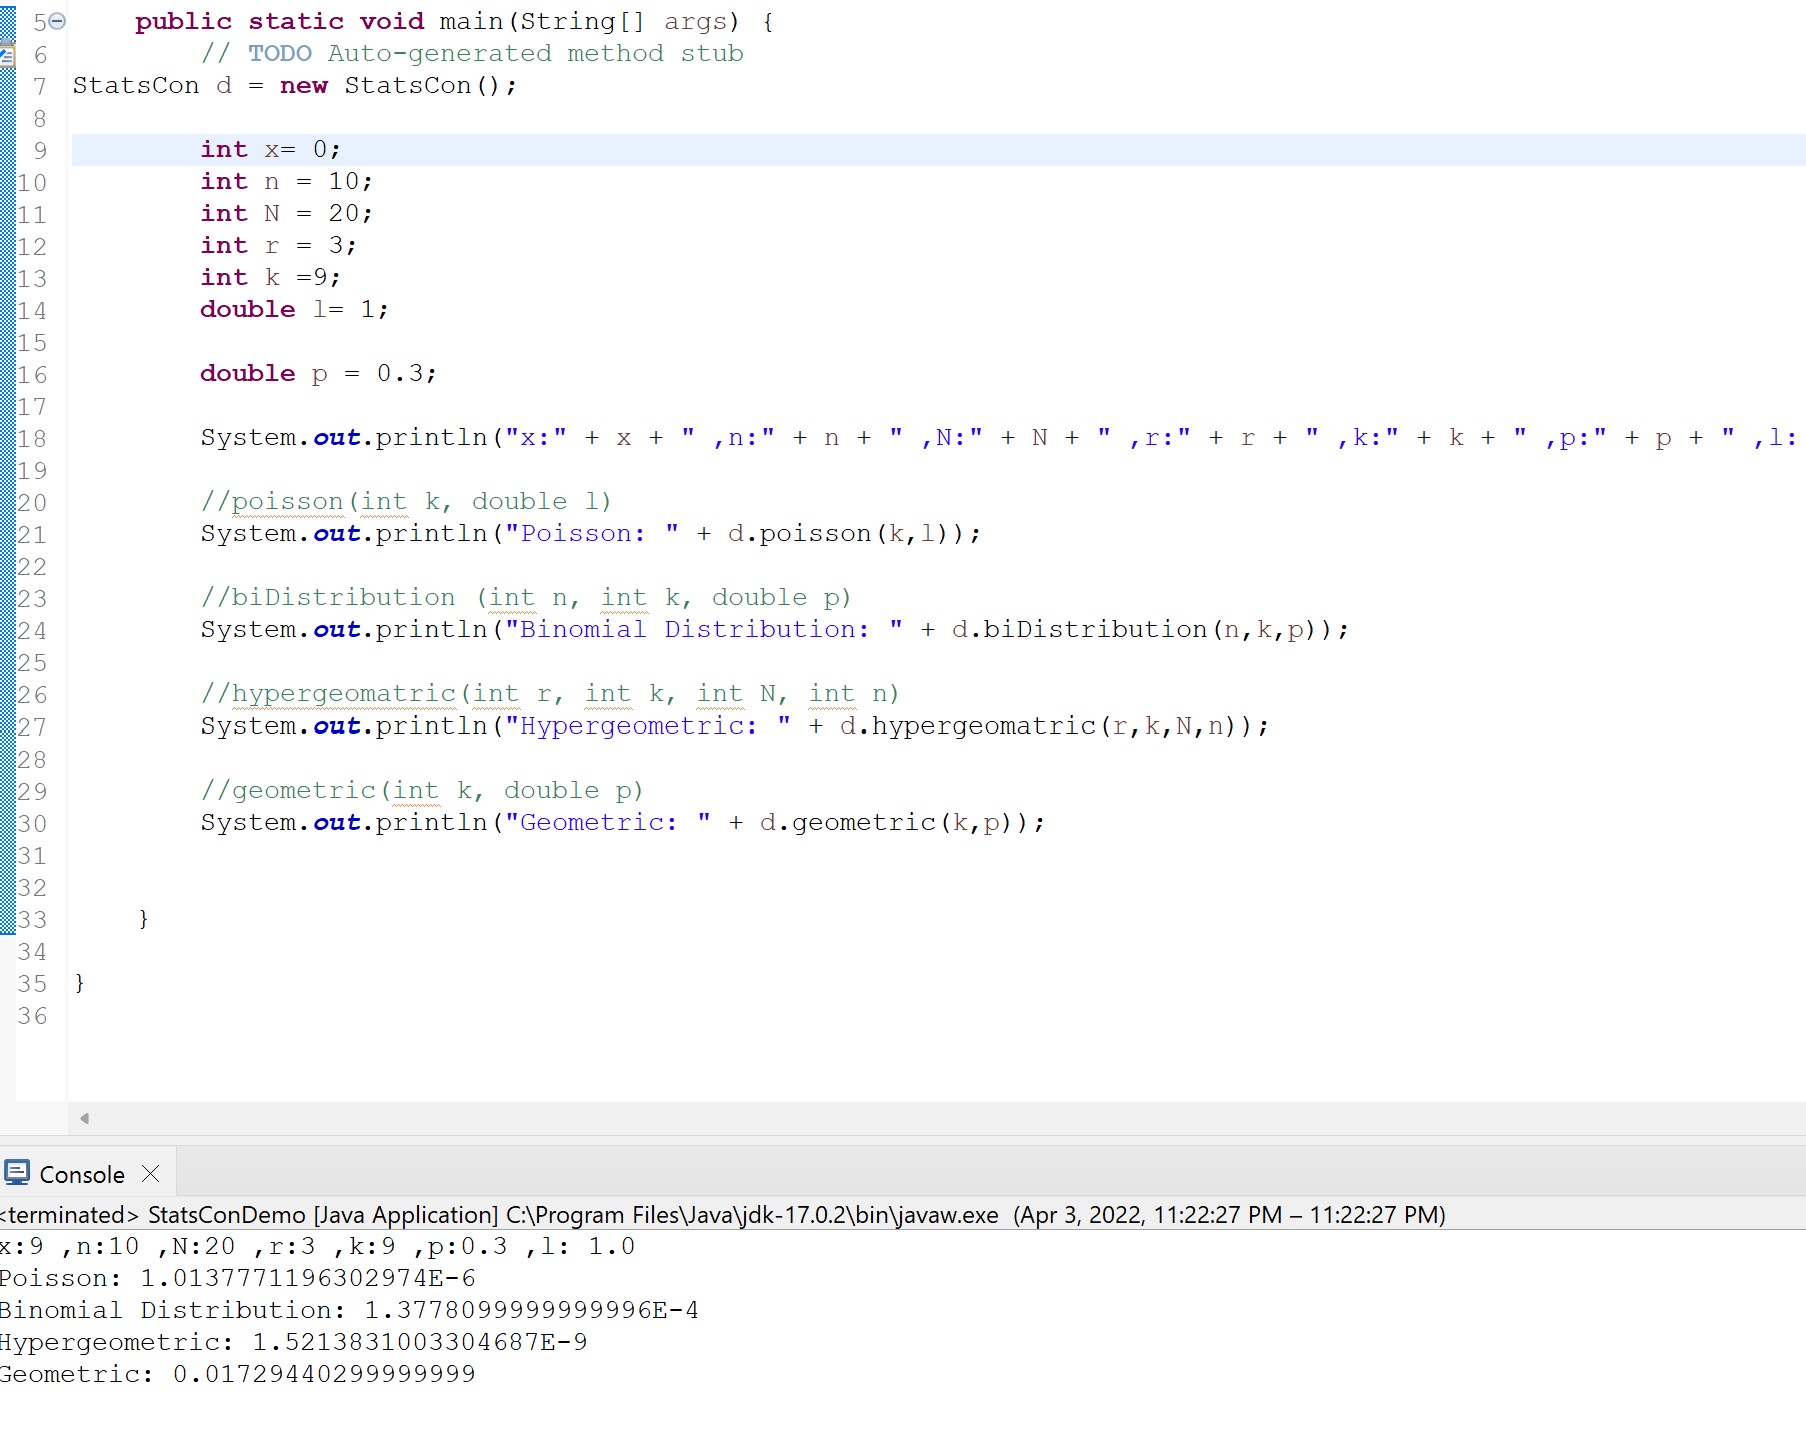 5 public static void main(String[] args) {
6 // TODO Auto-generated method stub
7 StatsCon d = new StatsCon();
8
9 int x= 0;
10 int n = 10;
11 int N = 20;
12 int r = 3;
13 int k =9;
14 double l= 1;
15
16 double p = 0.3;
17
18 System.out.println("x:" + x + " ,n:" + n + " ,N:" + N + " ,r:" + r + " ,k:" + k + " ,p:" + p + " ,l:
19
20 //poisson(int k, double l)
21 System.out.println("Poisson: " + d.poisson(k,l));
22
23 //biDistribution (int n, int k, double p)
24 System.out.println("Binomial Distribution: " + d.biDistribution(n,k,p));
25
26 //hypergeomatric(int r, int k, int N, int n)
27 System.out.println("Hypergeometric: " + d.hypergeomatric(r,k,N,n));
28
29 //geometric(int k, double p)
30 System.out.println("Geometric: " + d.geometric(k,p));
31
32
33 }
34
35 }
36
Console
<terminated> StatsConDemo [Java Application] C:\Program Files\Java\jdk-17.0.2\bin\javaw.exe (Apr 3, 2022, 11:22:27 PM – 11:22:27 PM)
x:9 ,n:10 ,N:20 ,r:3 ,k:9 ,p:0.3 ,l: 1.0
Poisson: 1.0137771196302974E-6
Binomial Distribution: 1.3778099999999996E-4
Hypergeometric: 1.5213831003304687E-9
Geometric: 0.01729440299999999